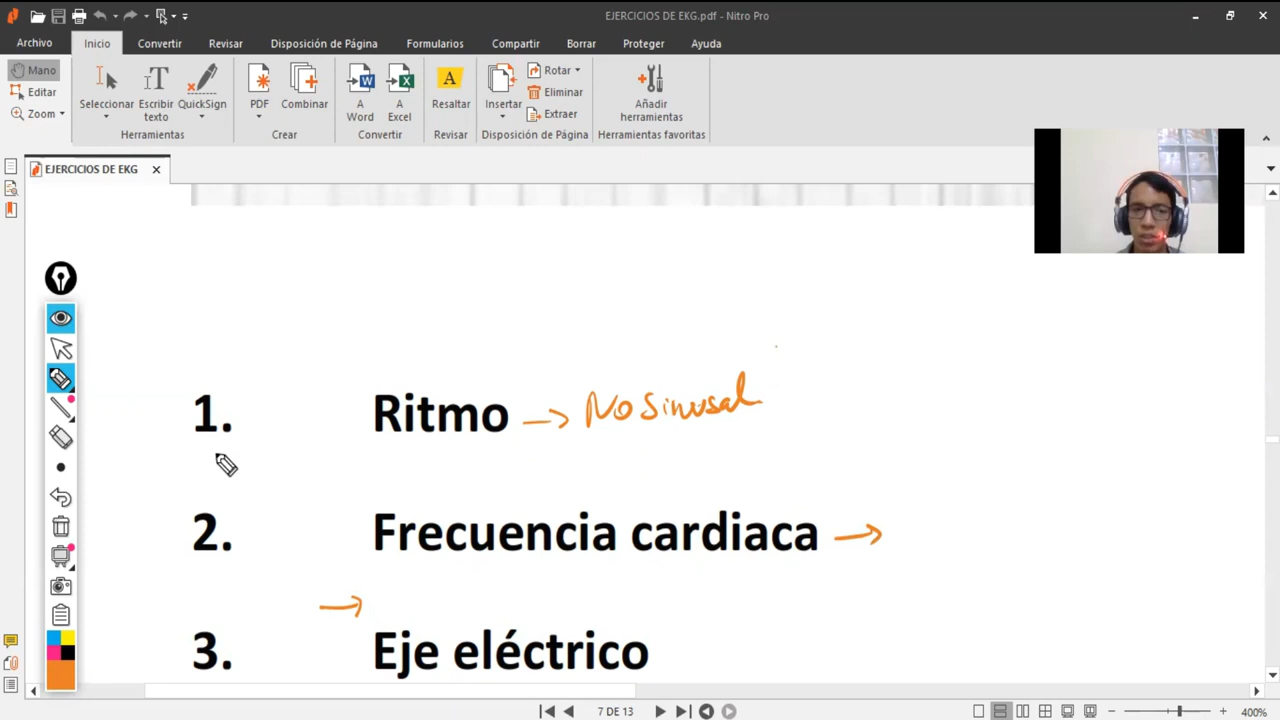 EJERCICIOS DE EKG.pdf - Nitro Pro
Archivo Inicio Convertir Revisar Disposición de Página Formularios Compartir Borrar Proteger Ayuda
Mano
Editar
Zoom
Seleccionar
Escribir texto
QuickSign
Herramientas
PDF
Combinar
Crear
A Word
A Excel
Convertir
Resaltar
Revisar
Insertar
Rotar
Eliminar
Extraer
Disposición de Página
Añadir herramientas
Herramientas favoritas
EJERCICIOS DE EKG
1. Ritmo → No Sinusal
2. Frecuencia cardiaca →
→
3. Eje eléctrico
7 DE 13
400%